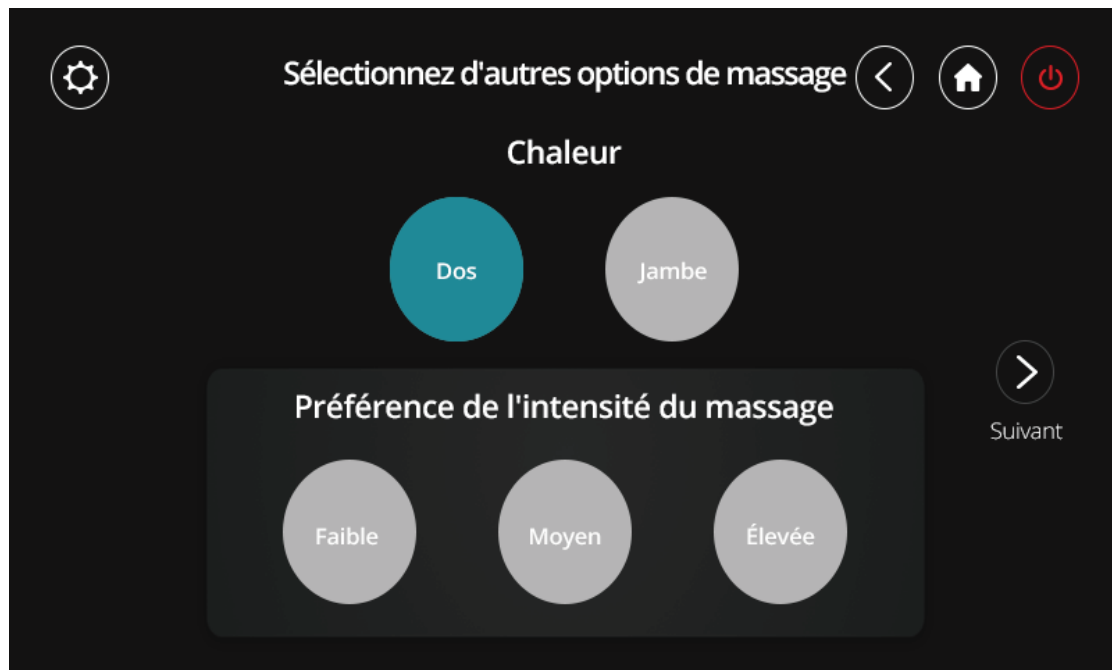 Sélectionnez d'autres options de massage
Chaleur
Dos
Jambe
Préférence de l'intensité du massage
Suivant
Faible
Moyen
Élevée